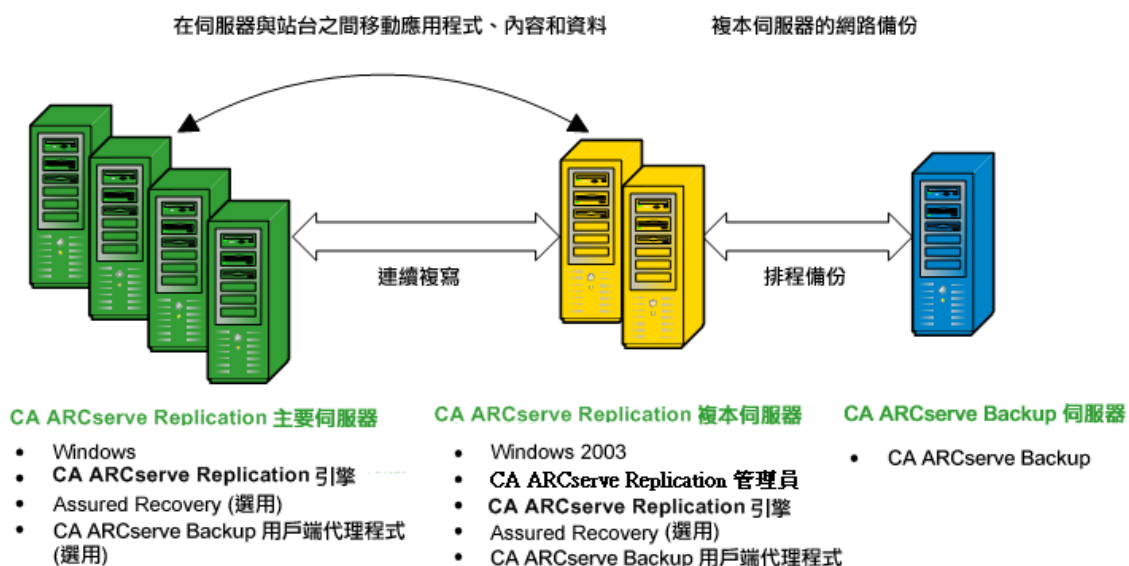 在伺服器與站台之間移動應用程式、內容和資料
複本伺服器的網路備份
連續複寫
排程備份
CA ARCserve Replication 主要伺服器
• Windows
• CA ARCserve Replication 引擎
• Assured Recovery (選用)
• CA ARCserve Backup 用戶端代理程式
(選用)
CA ARCserve Replication 複本伺服器
• Windows 2003
• CA ARCserve Replication 管理員
• CA ARCserve Replication 引擎
• Assured Recovery (選用)
• CA ARCserve Backup 用戶端代理程式
CA ARCserve Backup 伺服器
• CA ARCserve Backup